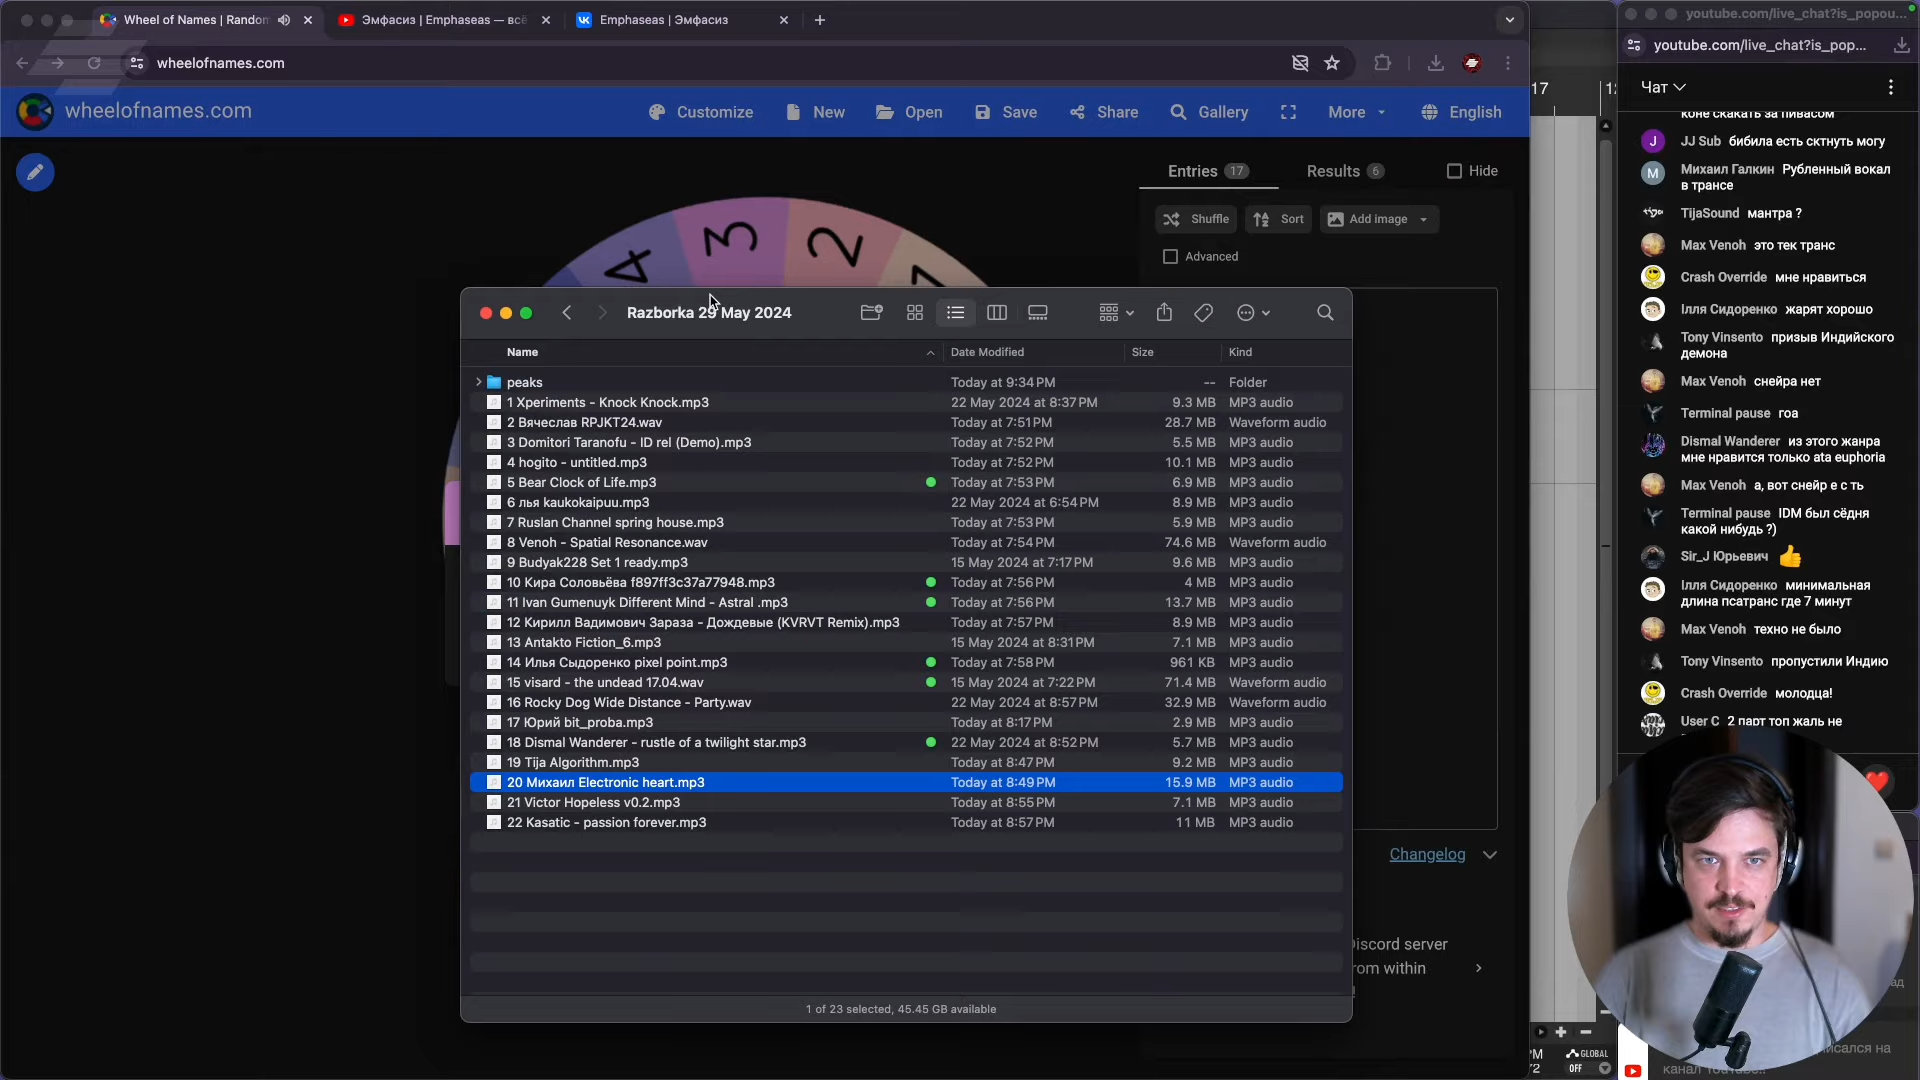 Wheel of Names | Random
Эмфасиз | Emphaseas — всё
Emphaseas | Эмфасиз
wheelofnames.com
wheelofnames.com
Customize
New
Open
Save
Share
Gallery
More
English
Entries 17
Results 6
Hide
Shuffle
Sort
Add image
Advanced
4
3
2
1
Razborka 29 May 2024
Name
Date Modified
Size
Kind
peaks Today at 9:34 PM -- Folder
1 Xperiments - Knock Knock.mp3 22 May 2024 at 8:37 PM 9.3 MB MP3 audio
2 Вячеслав RPJKT24.wav Today at 7:51 PM 28.7 MB Waveform audio
3 Domitori Taranofu - ID rel (Demo).mp3 Today at 7:52 PM 5.5 MB MP3 audio
4 hogito - untitled.mp3 Today at 7:52 PM 10.1 MB MP3 audio
5 Bear Clock of Life.mp3 Today at 7:53 PM 6.9 MB MP3 audio
6 лья kaukokaipuu.mp3 22 May 2024 at 6:54 PM 8.9 MB MP3 audio
7 Ruslan Channel spring house.mp3 Today at 7:53 PM 5.9 MB MP3 audio
8 Venoh - Spatial Resonance.wav Today at 7:54 PM 74.6 MB Waveform audio
9 Budyak228 Set 1 ready.mp3 15 May 2024 at 7:17 PM 9.6 MB MP3 audio
10 Кира Соловьёва f897ff3c37a77948.mp3 Today at 7:56 PM 4 MB MP3 audio
11 Ivan Gumenuyk Different Mind - Astral .mp3 Today at 7:56 PM 13.7 MB MP3 audio
12 Кирилл Вадимович Зараза - Дождевые (KVRVT Remix).mp3 Today at 7:57 PM 8.9 MB MP3 audio
13 Antakto Fiction_6.mp3 15 May 2024 at 8:31 PM 7.1 MB MP3 audio
14 Илья Сыдоренко pixel point.mp3 Today at 7:58 PM 961 KB MP3 audio
15 visard - the undead 17.04.wav 15 May 2024 at 7:22 PM 71.4 MB Waveform audio
16 Rocky Dog Wide Distance - Party.wav 22 May 2024 at 8:57 PM 32.9 MB Waveform audio
17 Юрий bit_proba.mp3 Today at 8:17 PM 2.9 MB MP3 audio
18 Dismal Wanderer - rustle of a twilight star.mp3 22 May 2024 at 8:52 PM 5.7 MB MP3 audio
19 Tija Algorithm.mp3 Today at 8:47 PM 9.2 MB MP3 audio
20 Михаил Electronic heart.mp3 Today at 8:49 PM 15.9 MB MP3 audio
21 Victor Hopeless v0.2.mp3 Today at 8:55 PM 7.1 MB MP3 audio
22 Kasatic - passion forever.mp3 Today at 8:57 PM 11 MB MP3 audio
1 of 23 selected, 45.45 GB available
Changelog
Discord server
from within
17
GLOBAL
OFF
youtube.com/live_chat?is_popou...
youtube.com/live_chat?is_pop...
Чат
коне скакать за пивасом
JJ Sub бибила есть сктнуть могу
Михаил Галкин Рубленный вокал
в трансе
TijaSound мантра ?
Max Venoh это тек транс
Crash Override мне нравиться
Ілля Сидоренко жарят хорошо
Tony Vinsento призыв Индийского
демона
Max Venoh снейра нет
Terminal pause гоа
Dismal Wanderer из этого жанра
мне нравится только ata euphoria
Max Venoh а, вот снейр е с ть
Terminal pause IDM был сёдня
какой нибудь ?)
Sir_J Юрьевич
Ілля Сидоренко минимальная
длина псатранс где 7 минут
Max Venoh техно не было
Tony Vinsento пропустили Индию
Crash Override молодца!
User C 2 парт топ жаль не